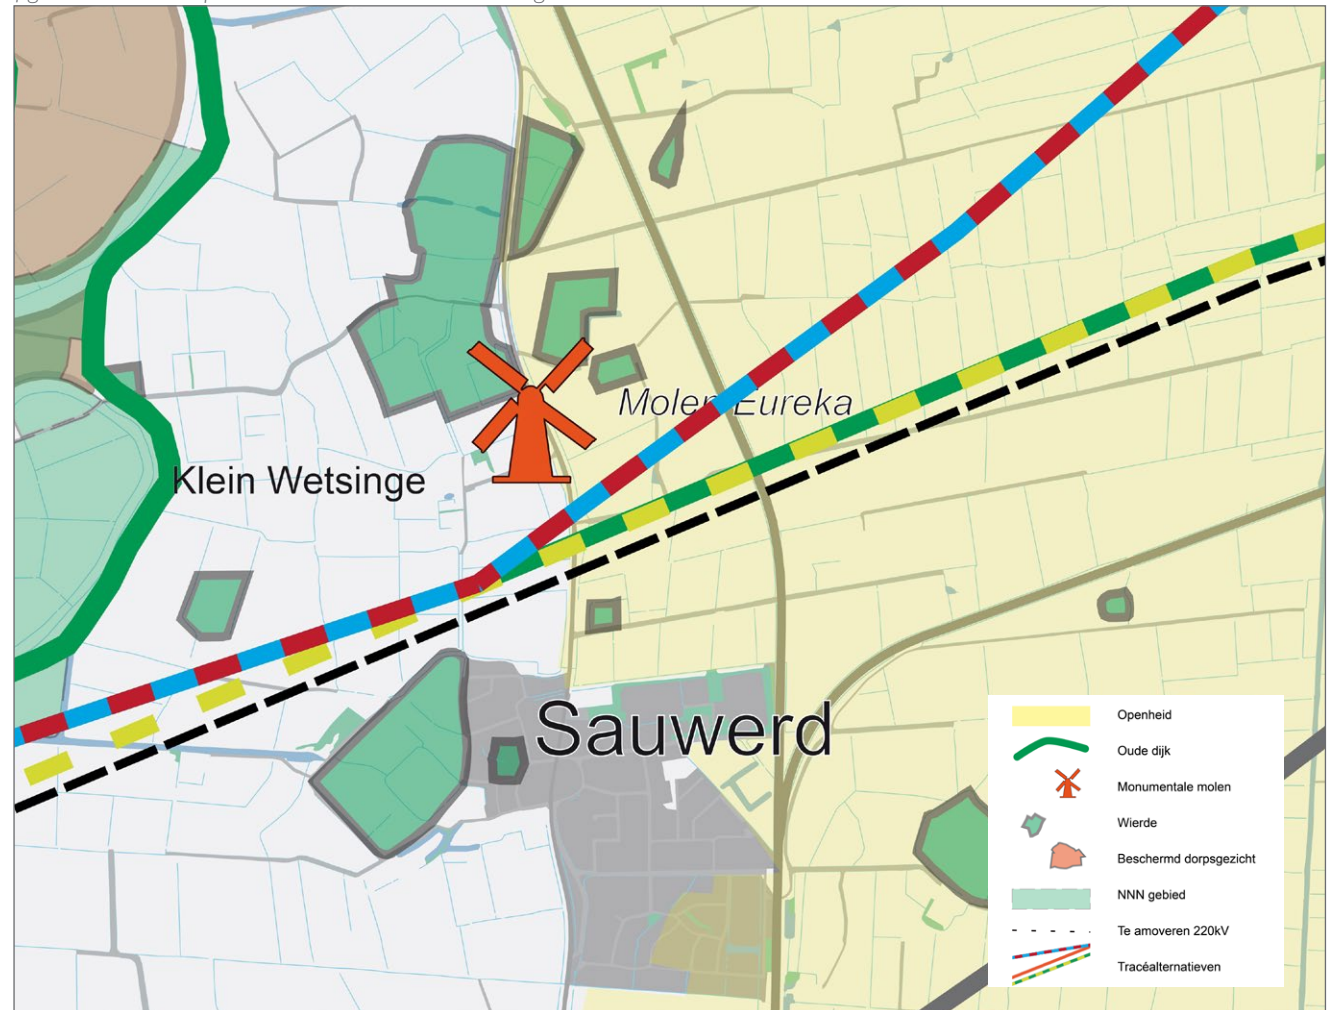 Molen Eureka
Klein Wetsinge
Sauwerd
Openheid
Oude dijk
Monumentale molen
Wierde
Beschermd dorpsgezicht
NNN gebied
Te amoveren 220kV
Tracéalternatieven